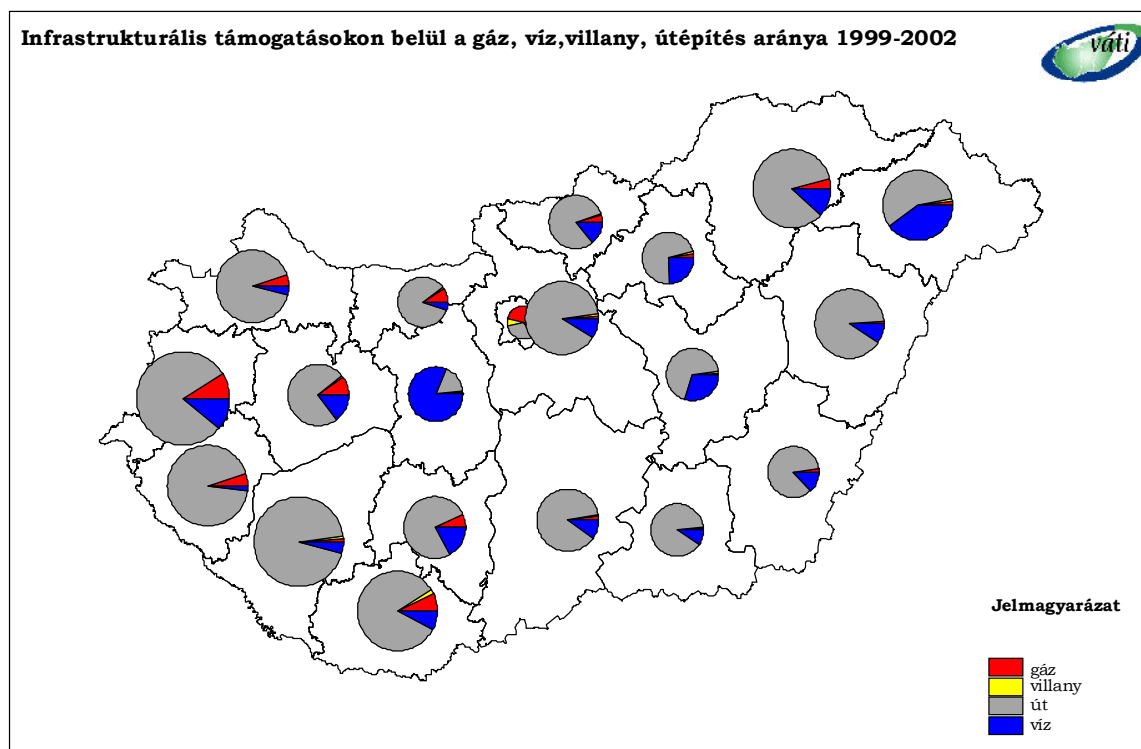 Infrastrukturális támogatásokon belül a gáz, víz,villany, útépítés aránya 1999-2002
váti
Jelmagyarázat
gáz
villany
út
víz